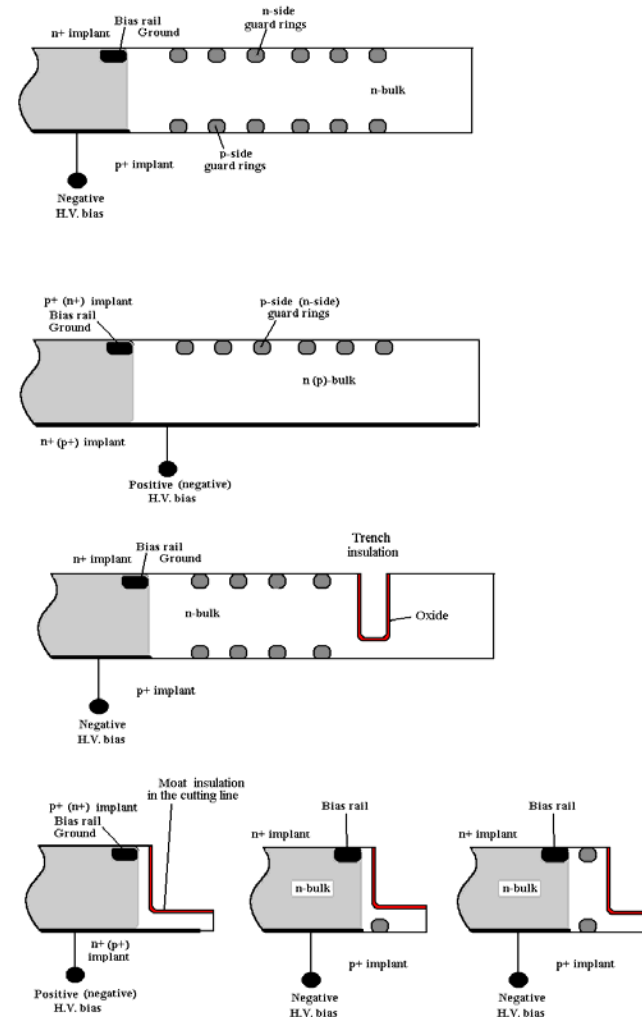 n-side
guard rings
Bias rail
n+ implant
Ground
n-bulk
p-side
guard rings
p+ implant
Negative
H.V. bias
p+ (n+) implant
Bias rail
Ground
p-side (n-side)
guard rings
n (p)-bulk
n+ (p+) implant
Positive (negative)
H.V. bias
Trench
insulation
Bias rail
n+ implant
Ground
n-bulk
Oxide
p+ implant
Negative
H.V. bias
Moat insulation
in the cutting line
p+ (n+) implant
Bias rail
Ground
n+ (p+)
implant
Positive (negative)
H.V. bias
Bias rail
n+ implant
n-bulk
p+ implant
Negative
H.V. bias
Bias rail
n+ implant
n-bulk
p+ implant
Negative
H.V. bias